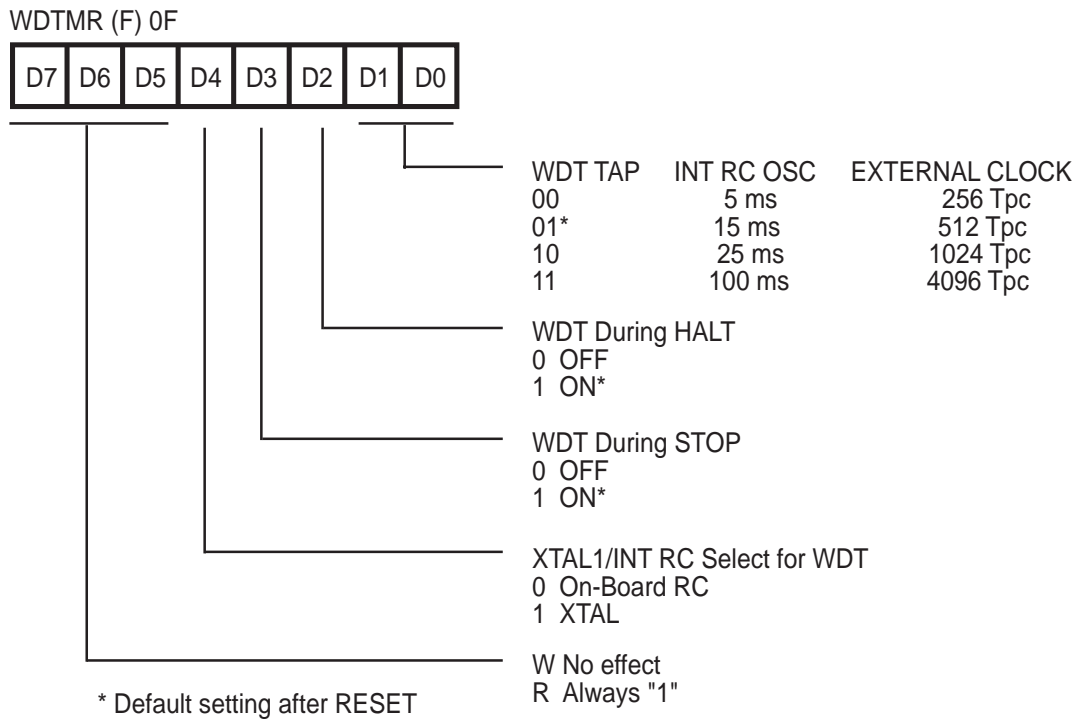 WDTMR (F) 0F
D7 D6 D5 D4 D3 D2 D1 D0
WDT TAP INT RC OSC EXTERNAL CLOCK
00 5 ms 256 Tpc
01* 15 ms 512 Tpc
10 25 ms 1024 Tpc
11 100 ms 4096 Tpc
WDT During HALT
0 OFF
1 ON*
WDT During STOP
0 OFF
1 ON*
XTAL1/INT RC Select for WDT
0 On-Board RC
1 XTAL
W No effect
R Always "1"
* Default setting after RESET